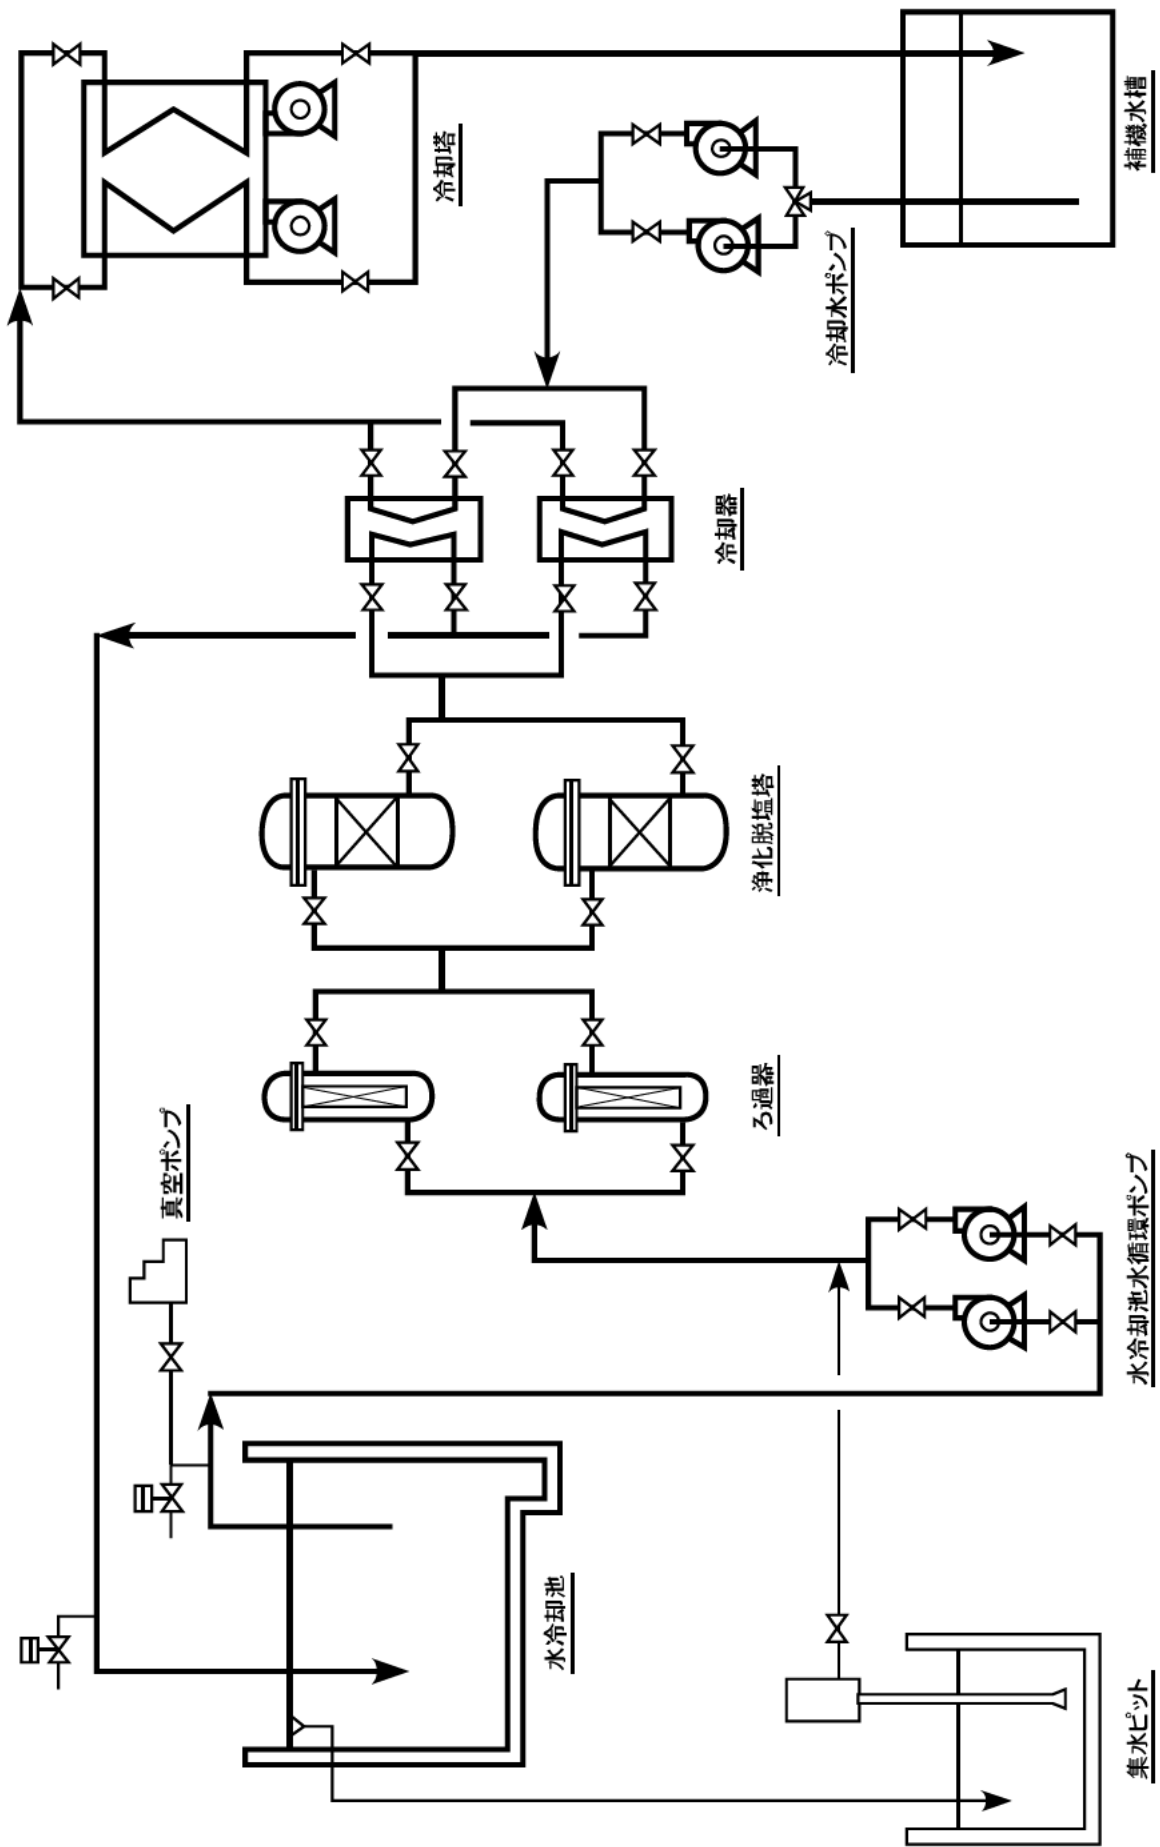 冷却塔
補機水槽
冷却水ポンプ
冷却器
浄化脱塩塔
ろ過器
真空ポンプ
水冷却池水循環ポンプ
水冷却池
集水ピット